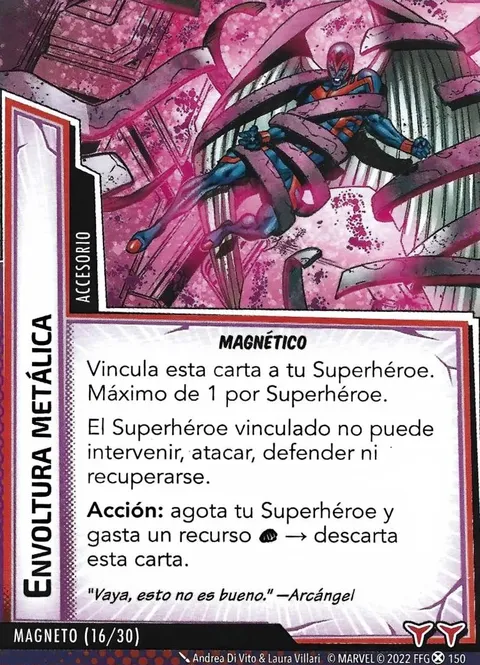 ACCESORIO
ENVOLTURA METÁLICA
MAGNÉTICO
Vincula esta carta a tu Superhéroe.
Máximo de 1 por Superhéroe.
El Superhéroe vinculado no puede
intervenir, atacar, defender ni
recuperarse.
Acción: agota tu Superhéroe y
gasta un recurso → descarta
esta carta.
"Vaya, esto no es bueno." —Arcángel
MAGNETO (16/30)
Andrea Di Vito & Laura Villari. © MARVEL © 2022 FFG 150